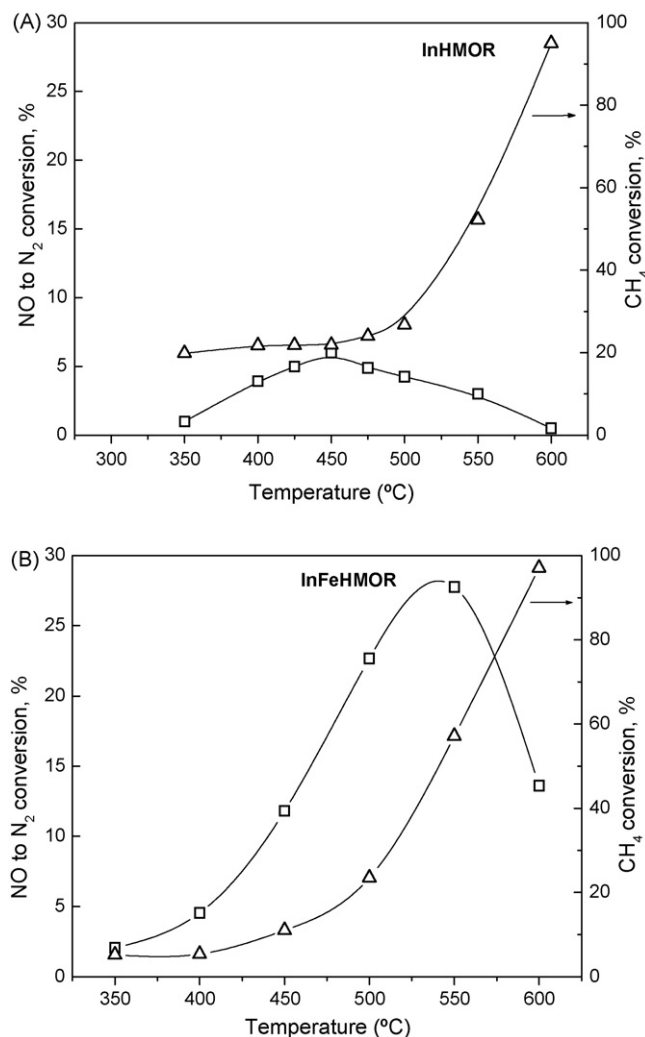 (A)
InHMOR
NO to N2 conversion, %
CH4 conversion, %
30
25
20
15
10
5
0
100
80
60
40
20
0
300 350 400 450 500 550 600
Temperature (ºC)
(B)
InFeHMOR
NO to N2 conversion, %
CH4 conversion, %
30
25
20
15
10
5
0
100
80
60
40
20
0
350 400 450 500 550 600
Temperature (ºC)